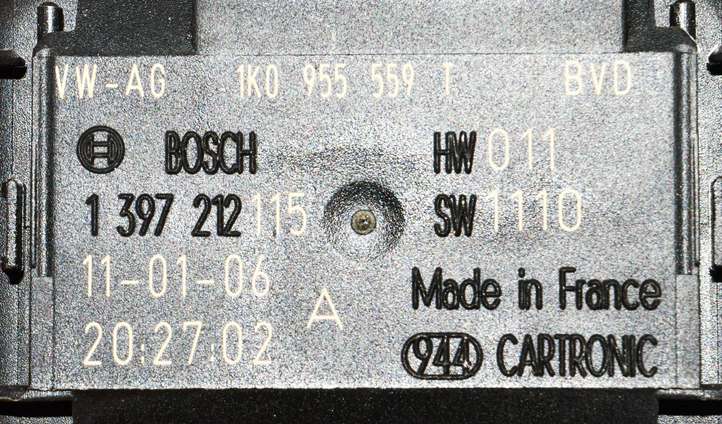 VW-AG 1K0 955 559 T BVD
BOSCH HW 011
1 397 212 115 SW 1110
11-01-06
A
Made in France
20:27:02
944 CARTRONIC